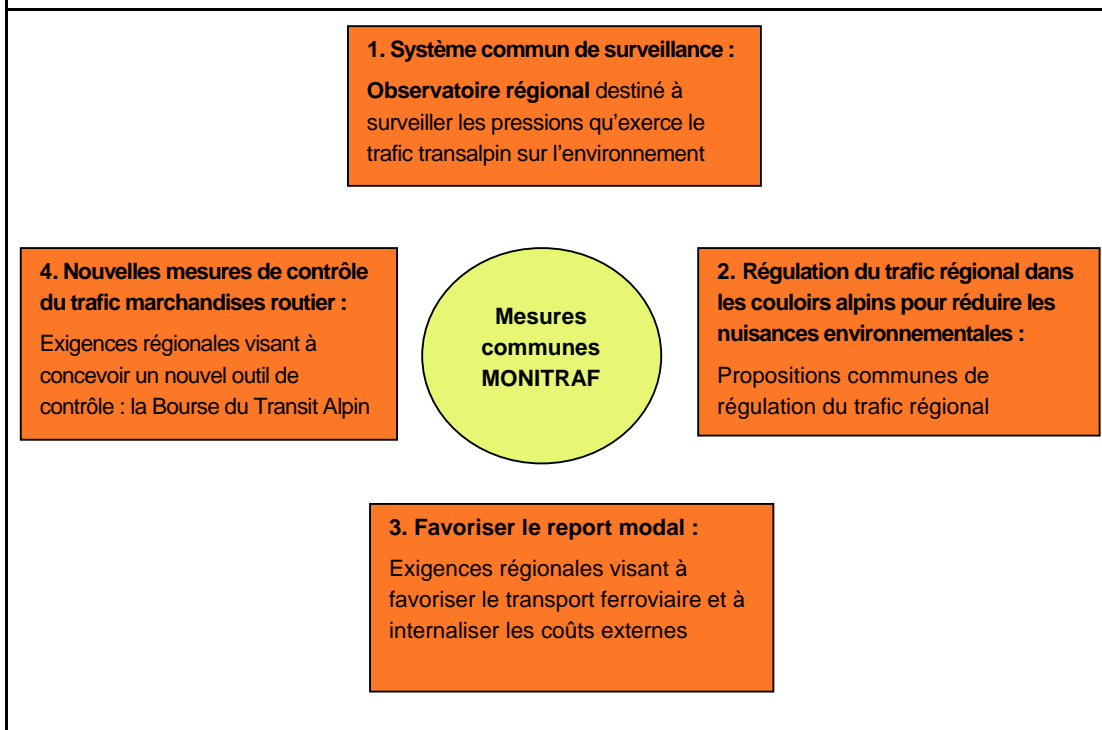 1. Système commun de surveillance :
Observatoire régional destiné à
surveiller les pressions qu'exerce le
trafic transalpin sur l'environnement
4. Nouvelles mesures de contrôle
du trafic marchandises routier :
Exigences régionales visant à
concevoir un nouvel outil de
contrôle : la Bourse du Transit Alpin
Mesures
communes
MONITRAF
2. Régulation du trafic régional dans
les couloirs alpins pour réduire les
nuisances environnementales :
Propositions communes de
régulation du trafic régional
3. Favoriser le report modal :
Exigences régionales visant à
favoriser le transport ferroviaire et à
internaliser les coûts externes